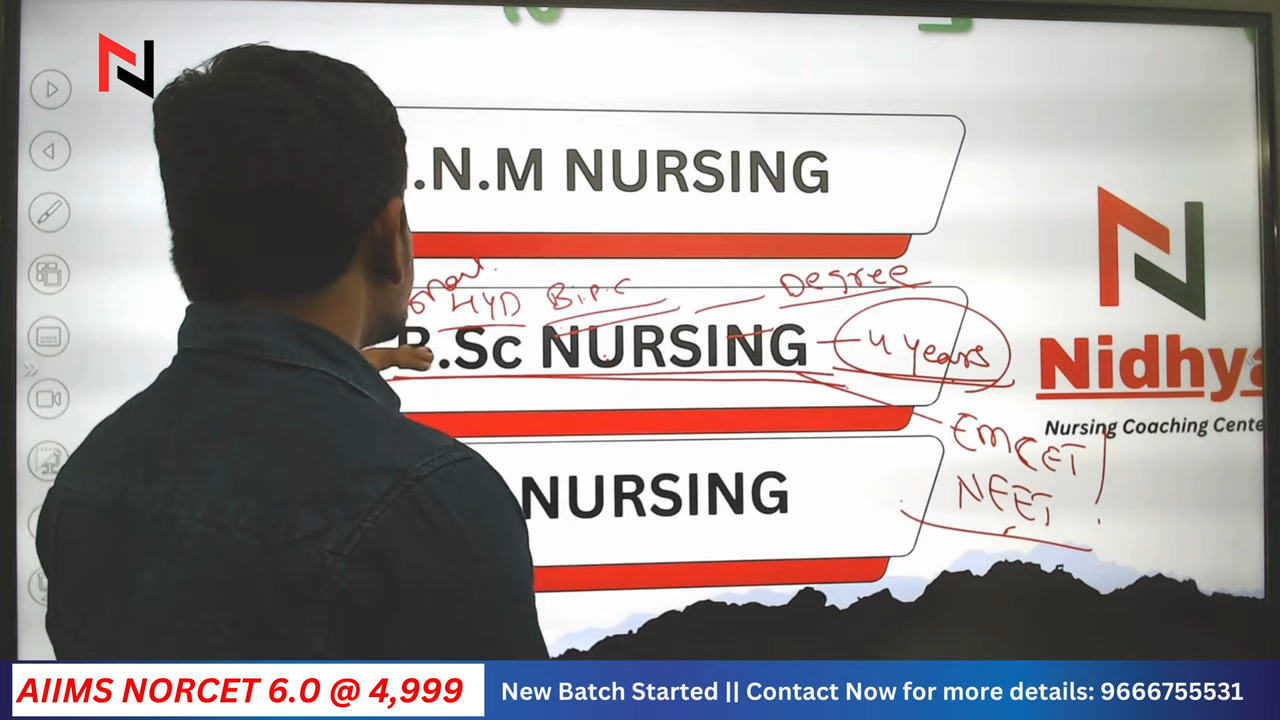 .N.M NURSING
HYD B.P.C Degree
B.Sc NURSING 4 years
EMCET
NEET
NURSING
Nidhya
Nursing Coaching Cente
AIIMS NORCET 6.0 @ 4,999
New Batch Started || Contact Now for more details: 9666755531